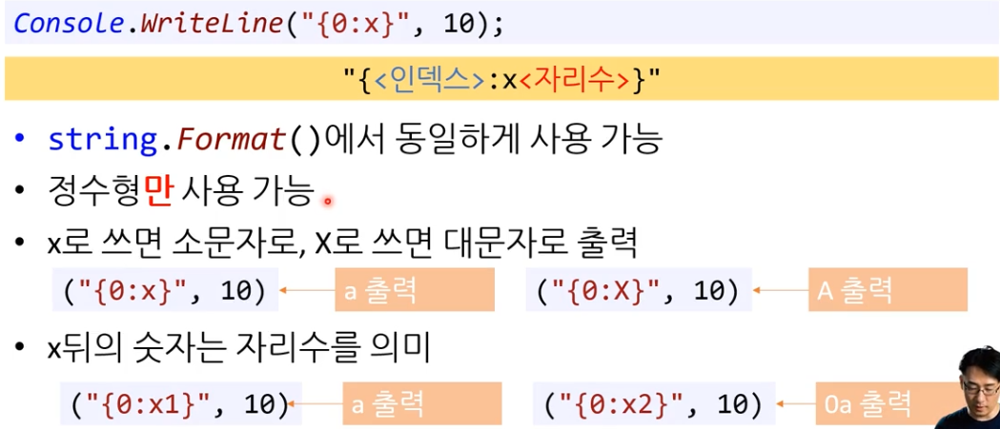 Console.WriteLine("{0:x}", 10);
"{<인덱스>:x<자리수>}"
• string.Format()에서 동일하게 사용 가능
• 정수형만 사용 가능
• x로 쓰면 소문자로, X로 쓰면 대문자로 출력
("{0:x}", 10) a 출력 ("{0:X}", 10) A 출력
• x뒤의 숫자는 자리수를 의미
("{0:x1}", 10) a 출력 ("{0:x2}", 10) 0a 출력